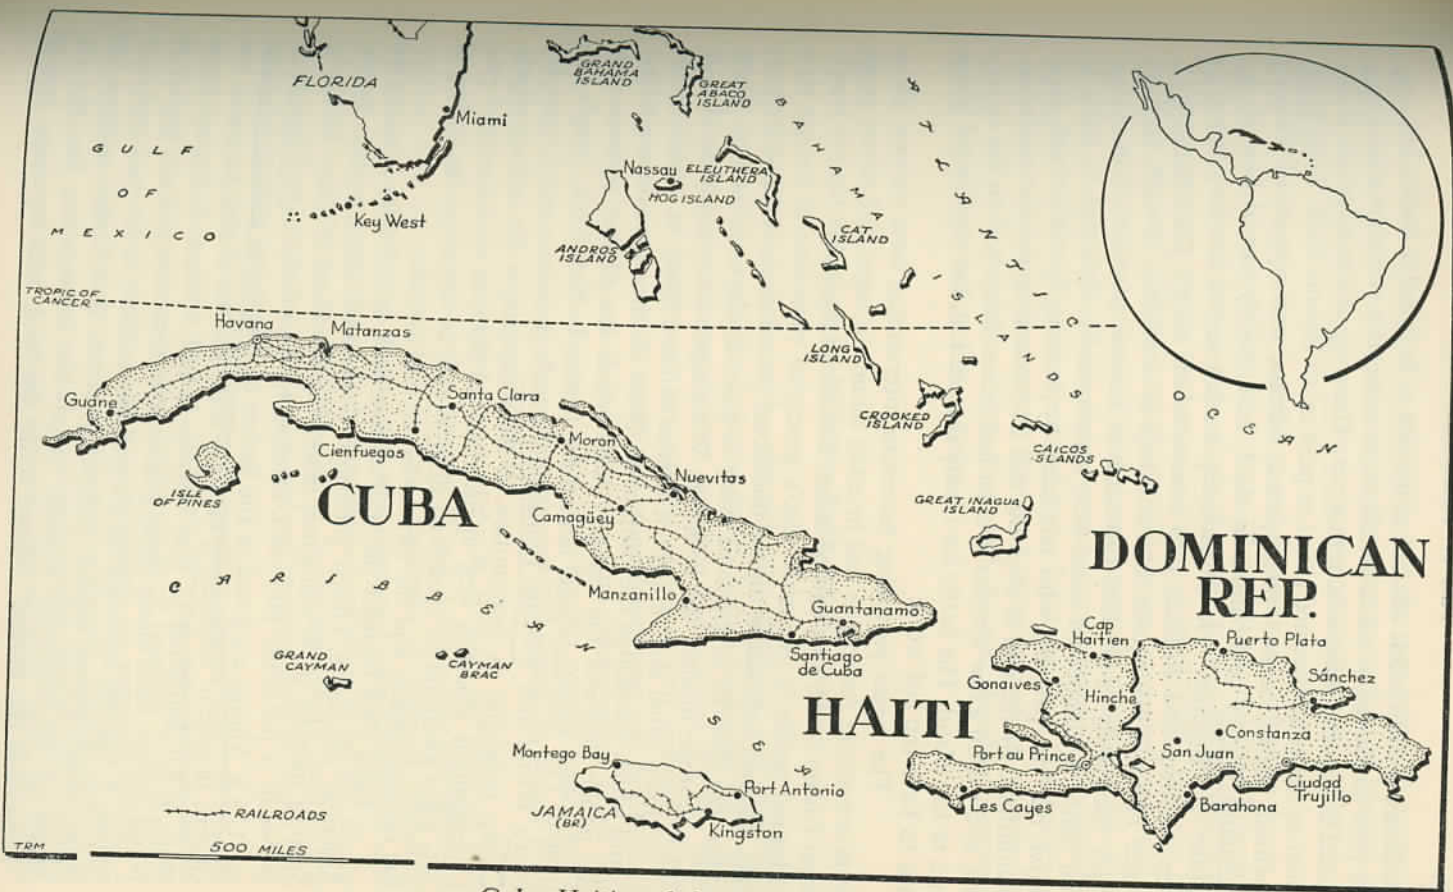 FLORIDA
Miami
Key West
GULF
OF
MEXICO
GRAND
BAHAMA
ISLAND
GREAT
ABACO
ISLAND
BAHAMA ISLANDS
ATLANTIC OCEAN
Nassau
HOG ISLAND
ELEUTHERA
ISLAND
ANDROS
ISLAND
CAT
ISLAND
TROPIC OF
CANCER
LONG
ISLAND
CROOKED
ISLAND
CAICOS
ISLANDS
GREAT INAGUA
ISLAND
Havana
Matanzas
Guane
Santa Clara
Cienfuegos
Moron
Nuevitas
ISLE
OF PINES
CUBA
Camagüey
Manzanillo
Guantanamo
Santiago
de Cuba
CARIBBEAN
SEA
GRAND
CAYMAN
CAYMAN
BRAC
DOMINICAN
REP.
Cap
Haïtien
Puerto Plata
Gonaives
Hinche
Sánchez
HAITI
Port au Prince
San Juan
Constanza
Les Cayes
Barahona
Ciudad
Trujillo
Montego Bay
Port Antonio
JAMAICA
(BR)
Kingston
RAILROADS
500 MILES
TRM